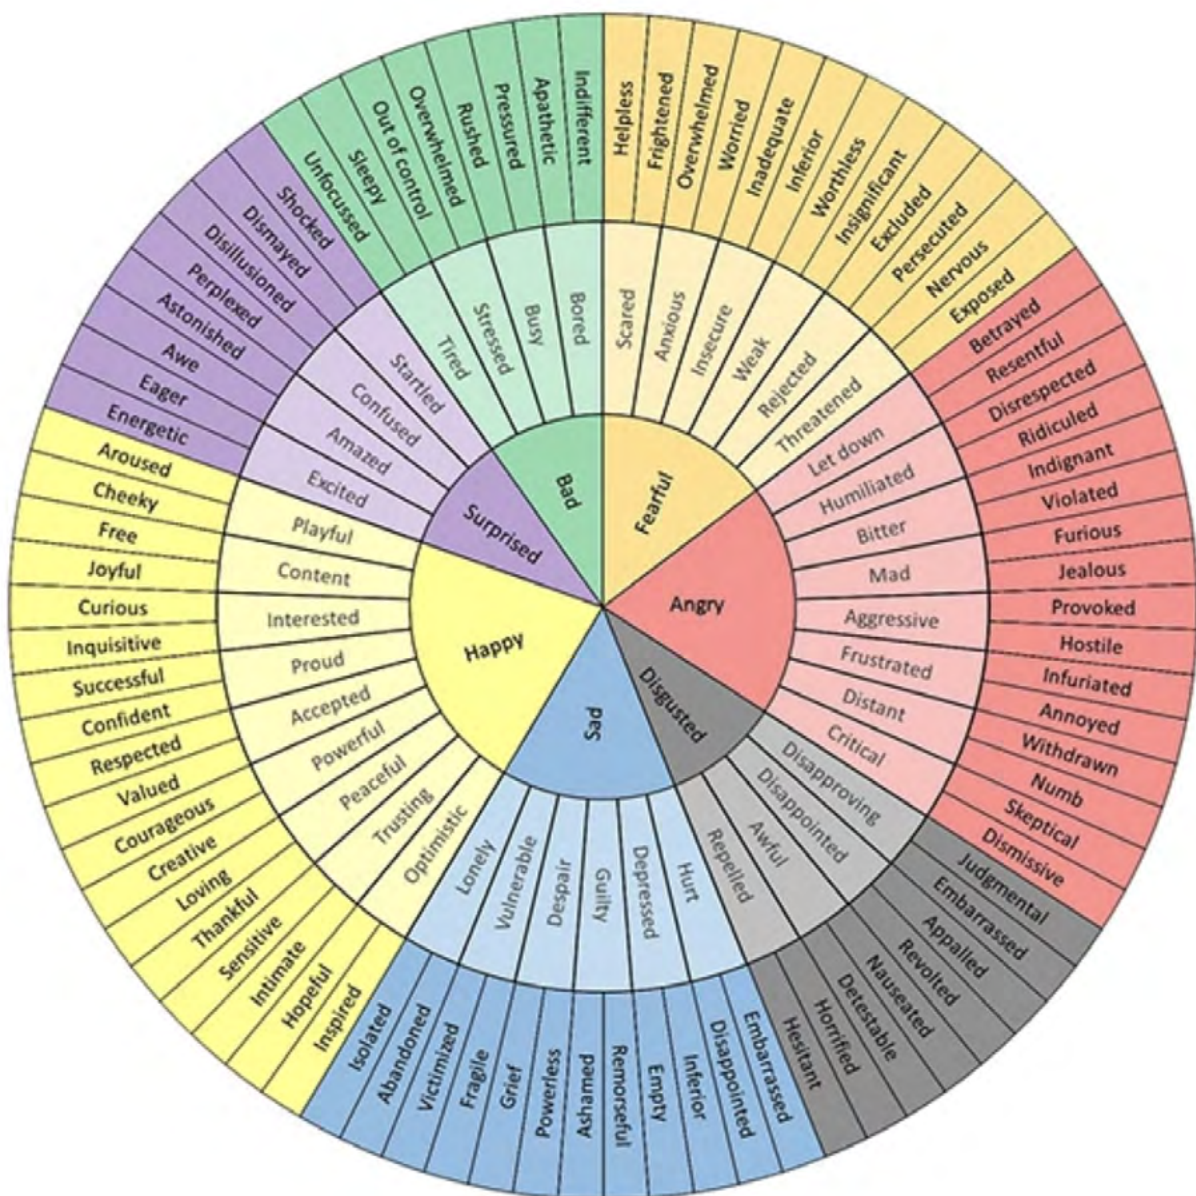 Fearful
Angry
Disgusted
Sad
Happy
Surprised
Bad
Scared
Anxious
Insecure
Weak
Rejected
Threatened
Let down
Humiliated
Bitter
Mad
Aggressive
Frustrated
Distant
Critical
Disapproving
Disappointed
Awful
Repelled
Hurt
Depressed
Guilty
Despair
Vulnerable
Lonely
Optimistic
Trusting
Peaceful
Powerful
Accepted
Proud
Interested
Content
Playful
Excited
Amazed
Confused
Startled
Tired
Stressed
Busy
Bored
Helpless
Frightened
Overwhelmed
Worried
Inadequate
Inferior
Worthless
Insignificant
Excluded
Persecuted
Nervous
Exposed
Betrayed
Resentful
Disrespected
Ridiculed
Indignant
Violated
Furious
Jealous
Provoked
Hostile
Infuriated
Annoyed
Withdrawn
Numb
Skeptical
Dismissive
Judgmental
Embarrassed
Appalled
Revolted
Nauseated
Detestable
Horrified
Hesitant
Embarrassed
Disappointed
Inferior
Empty
Remorseful
Ashamed
Powerless
Grief
Fragile
Victimized
Abandoned
Isolated
Inspired
Hopeful
Intimate
Sensitive
Thankful
Loving
Creative
Courageous
Valued
Respected
Confident
Successful
Inquisitive
Curious
Joyful
Free
Cheeky
Aroused
Energetic
Eager
Awe
Astonished
Perplexed
Disillusioned
Dismayed
Shocked
Unfocussed
Sleepy
Out of control
Overwhelmed
Rushed
Pressured
Apathetic
Indifferent